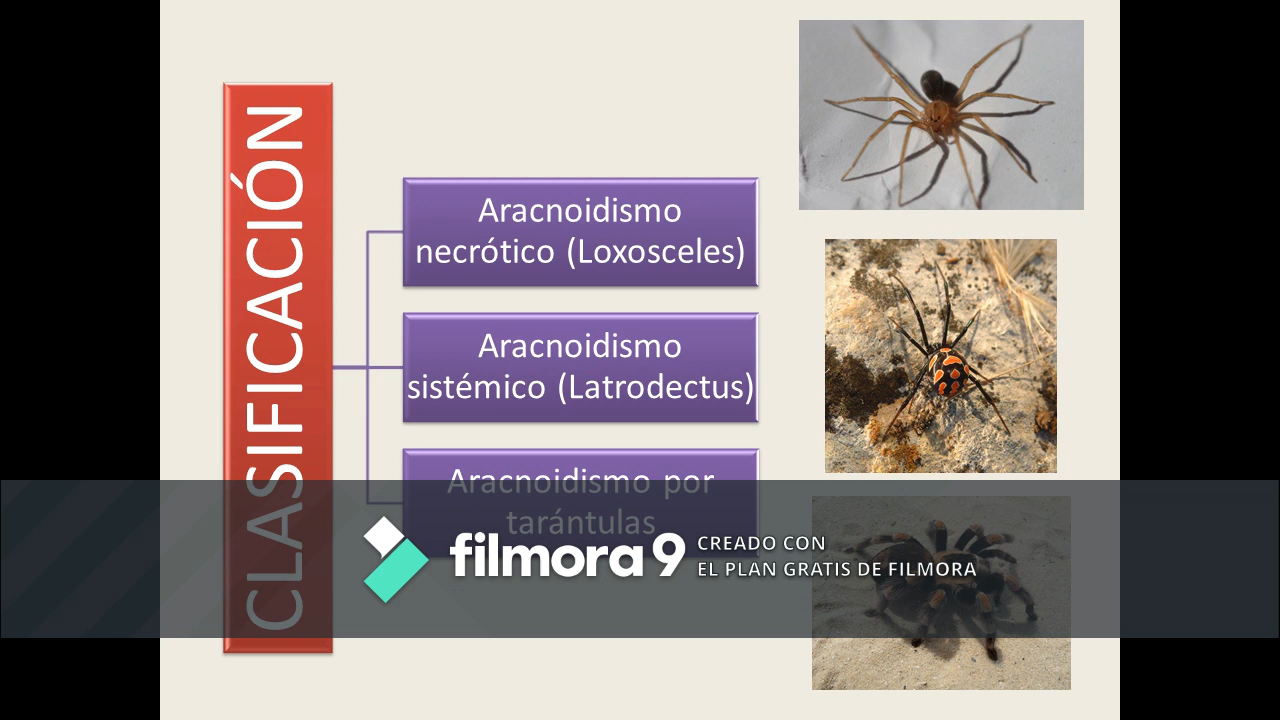 CLASIFICACIÓN
Aracnoidismo
necrótico (Loxosceles)
Aracnoidismo
sistémico (Latrodectus)
Aracnoidismo por
tarántulas
filmora 9
CREADO CON
EL PLAN GRATIS DE FILMORA